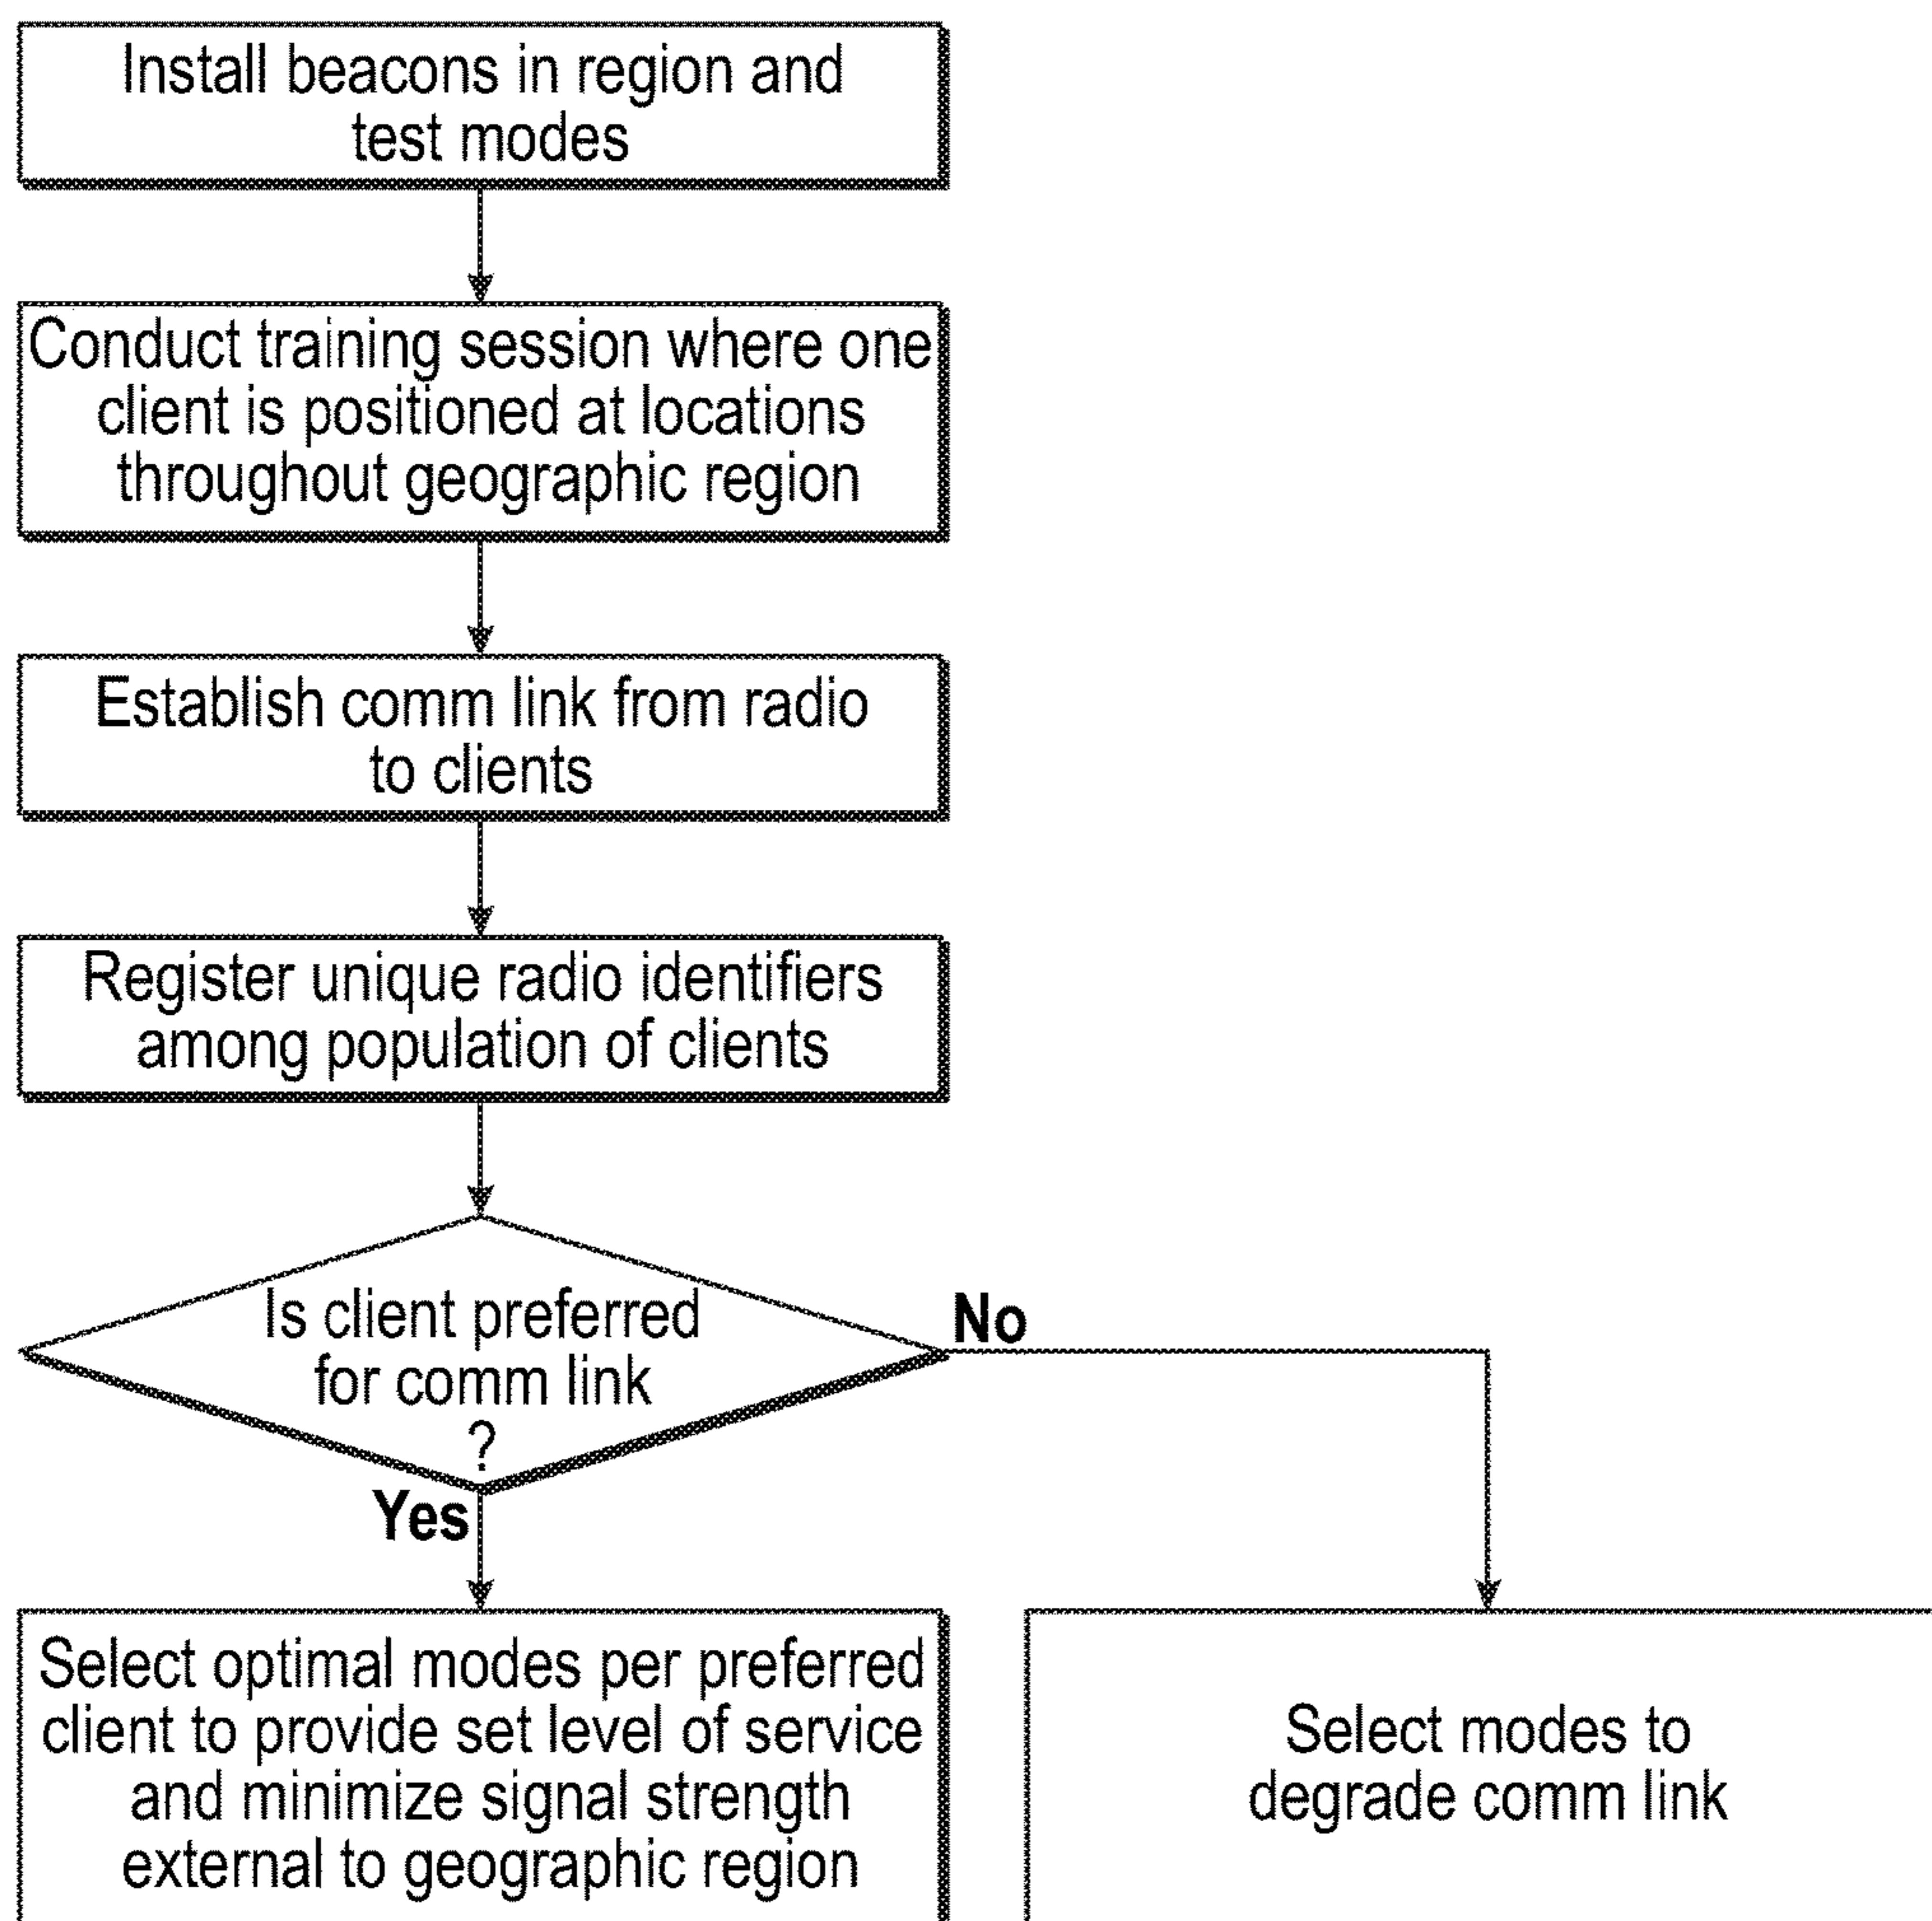 Install beacons in region and
test modes
Conduct training session where one
client is positioned at locations
throughout geographic region
Establish comm link from radio
to clients
Register unique radio identifiers
among population of clients
Is client preferred
for comm link
?
No
Yes
Select optimal modes per preferred
client to provide set level of service
and minimize signal strength
external to geographic region
Select modes to
degrade comm link